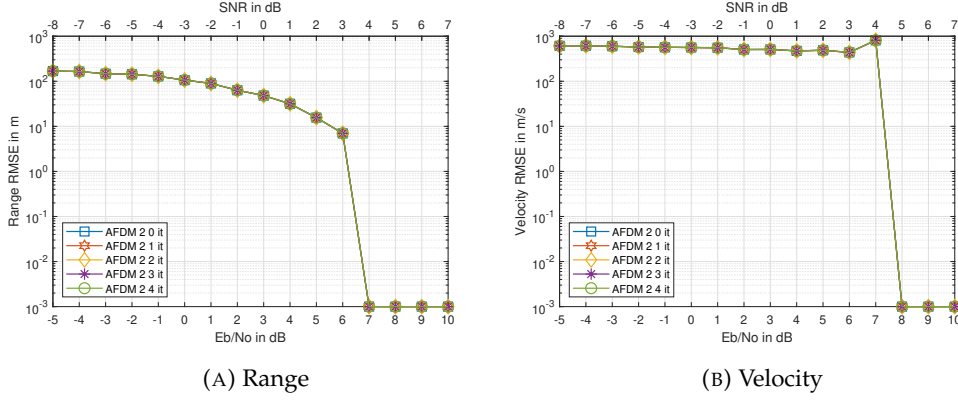 SNR in dB
-8 -7 -6 -5 -4 -3 -2 -1 0 1 2 3 4 5 6 7
10^3
10^2
10^1
10^0
10^-1
10^-2
10^-3
Range RMSE in m
AFDM 2 0 it
AFDM 2 1 it
AFDM 2 2 it
AFDM 2 3 it
AFDM 2 4 it
-5 -4 -3 -2 -1 0 1 2 3 4 5 6 7 8 9 10
Eb/No in dB
(A) Range
SNR in dB
-8 -7 -6 -5 -4 -3 -2 -1 0 1 2 3 4 5 6 7
10^3
10^2
10^1
10^0
10^-1
10^-2
10^-3
Velocity RMSE in m/s
AFDM 2 0 it
AFDM 2 1 it
AFDM 2 2 it
AFDM 2 3 it
AFDM 2 4 it
-5 -4 -3 -2 -1 0 1 2 3 4 5 6 7 8 9 10
Eb/No in dB
(B) Velocity